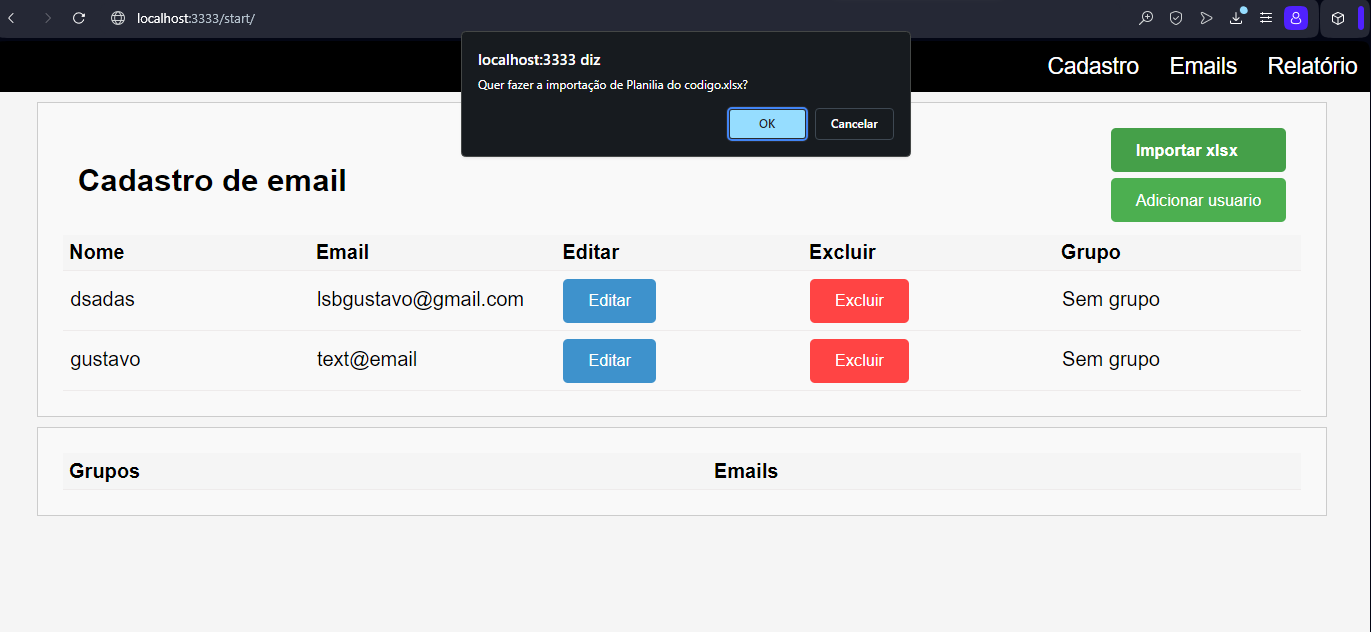 localhost:3333/start/
localhost:3333 diz
Quer fazer a importação de Planilia do codigo.xlsx?
OK Cancelar
Cadastro Emails Relatório
Importar xlsx
Cadastro de email
Adicionar usuario
Nome Email Editar Excluir Grupo
dsadas lsbgustavo@gmail.com Editar Excluir Sem grupo
gustavo text@email Editar Excluir Sem grupo
Grupos Emails